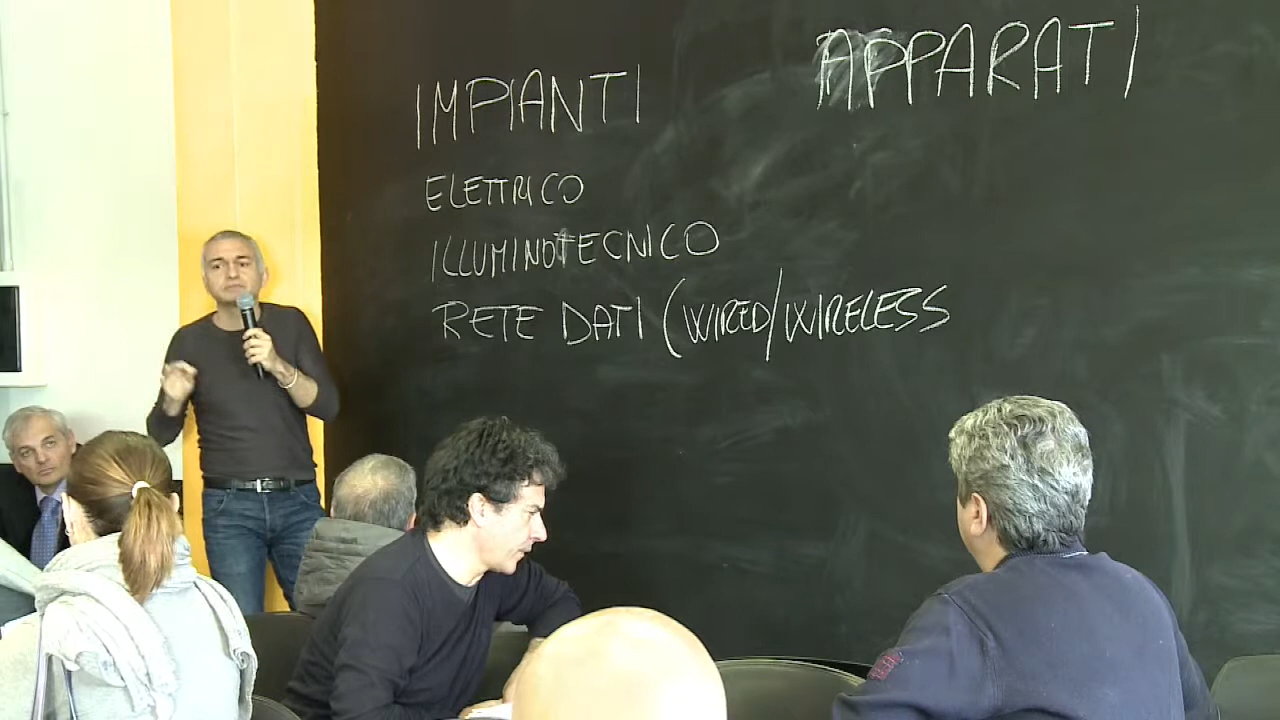 IMPIANTI
ELETTRICO
ILLUMINOTECNICO
RETE DATI (WIRED/WIRELESS
APPARATI